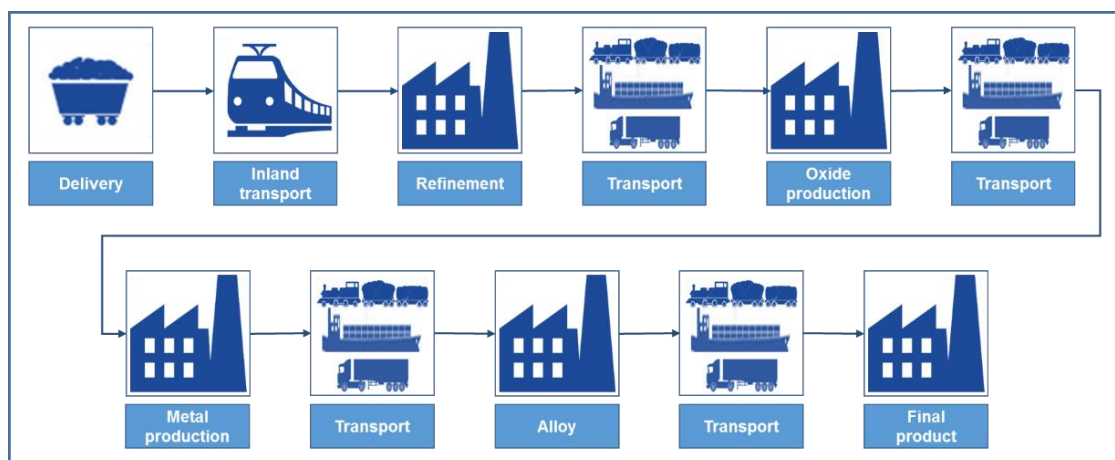 Delivery
Inland
transport
Refinement
Transport
Oxide
production
Transport
Metal
production
Transport
Alloy
Transport
Final
product